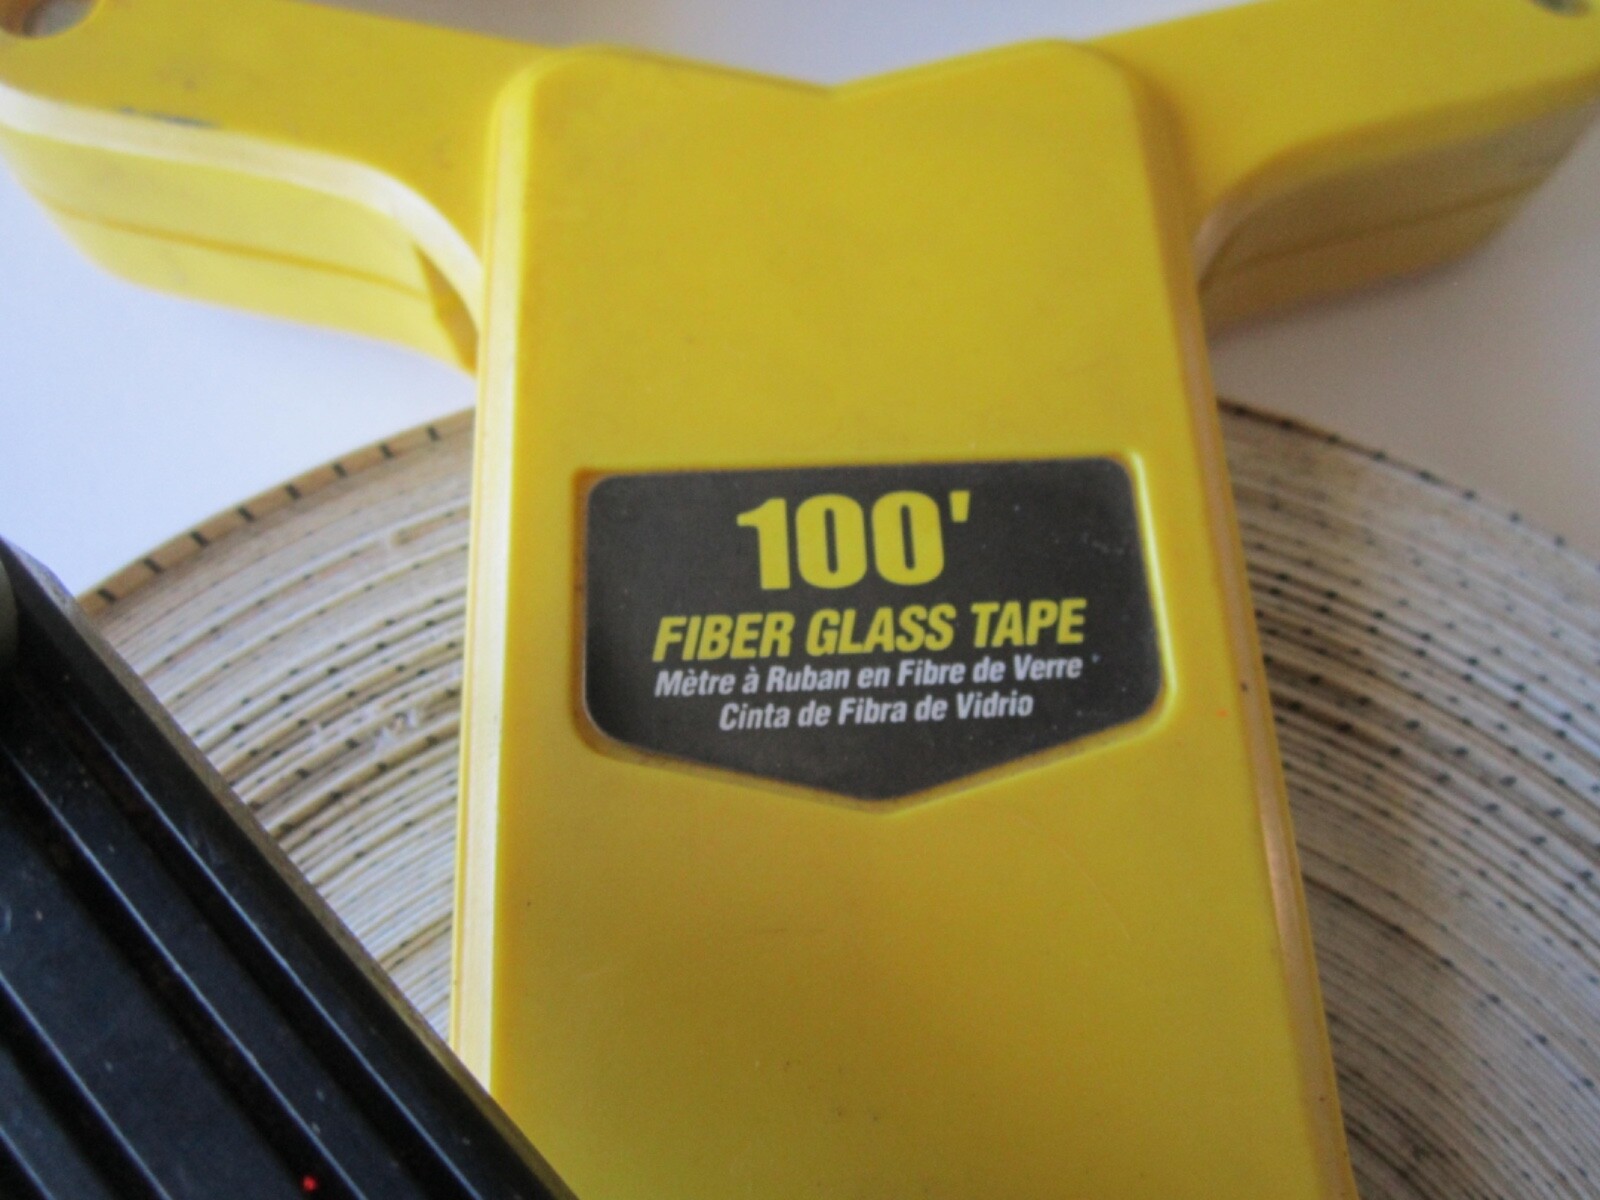 100'
FIBER GLASS TAPE
Mètre à Ruban en Fibre de Verre
Cinta de Fibra de Vidrio